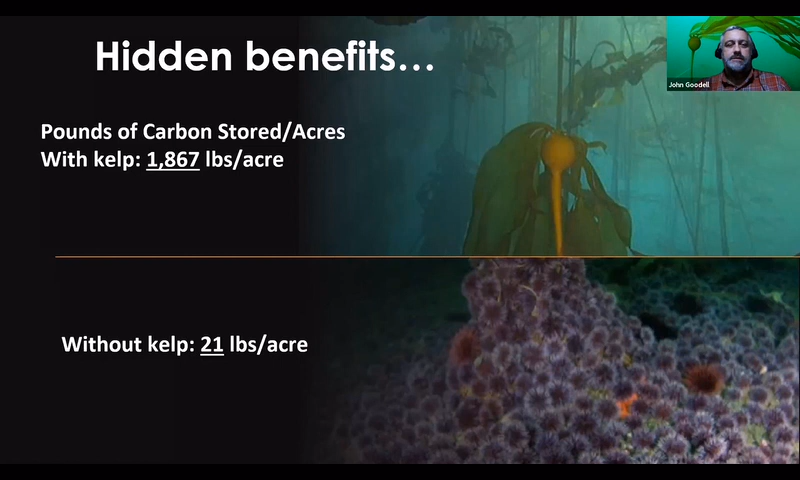 Hidden benefits...
John Goodell
Pounds of Carbon Stored/Acres
With kelp: 1,867 lbs/acre
Without kelp: 21 lbs/acre